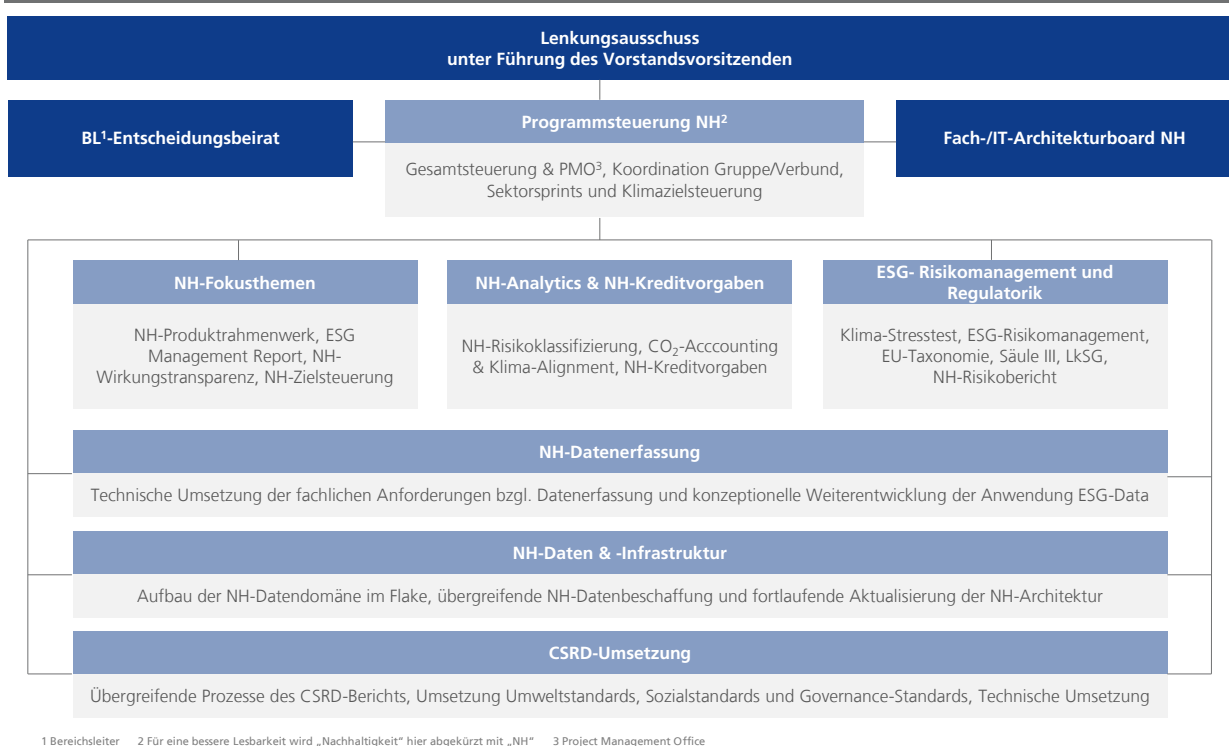 Lenkungsausschuss
unter Führung des Vorstandsvorsitzenden
BL¹-Entscheidungsbeirat
Programmsteuerung NH²
Gesamtsteuerung & PMO³, Koordination Gruppe/Verbund,
Sektorsprints und Klimazielsteuerung
Fach-/IT-Architekturboard NH
NH-Fokusthemen
NH-Produktrahmenwerk, ESG
Management Report, NH-
Wirkungstransparenz, NH-Zielsteuerung
NH-Analytics & NH-Kreditvorgaben
NH-Risikoklassifizierung, CO₂-Acccounting
& Klima-Alignment, NH-Kreditvorgaben
ESG- Risikomanagement und
Regulatorik
Klima-Stresstest, ESG-Risikomanagement,
EU-Taxonomie, Säule III, LkSG,
NH-Risikobericht
NH-Datenerfassung
Technische Umsetzung der fachlichen Anforderungen bzgl. Datenerfassung und konzeptionelle Weiterentwicklung der Anwendung ESG-Data
NH-Daten & -Infrastruktur
Aufbau der NH-Datendomäne im Flake, übergreifende NH-Datenbeschaffung und fortlaufende Aktualisierung der NH-Architektur
CSRD-Umsetzung
Übergreifende Prozesse des CSRD-Berichts, Umsetzung Umweltstandards, Sozialstandards und Governance-Standards, Technische Umsetzung
1 Bereichsleiter 2 Für eine bessere Lesbarkeit wird „Nachhaltigkeit“ hier abgekürzt mit „NH“ 3 Project Management Office